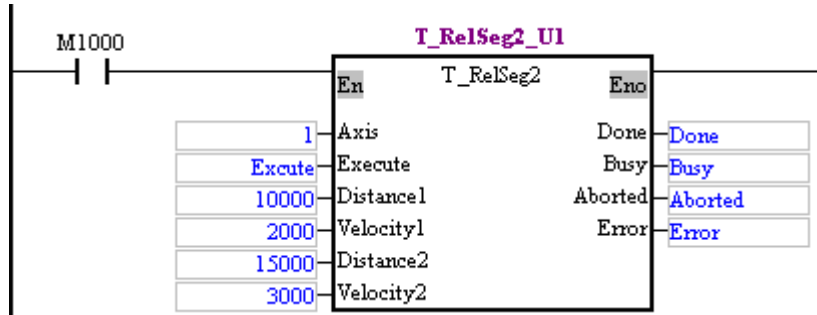 T_RelSeg2_U1
M1000
T_RelSeg2
En Eno
1 Axis Done Done
Excute Execute Busy Busy
10000 Distance1 Aborted Aborted
2000 Velocity1 Error Error
15000 Distance2
3000 Velocity2